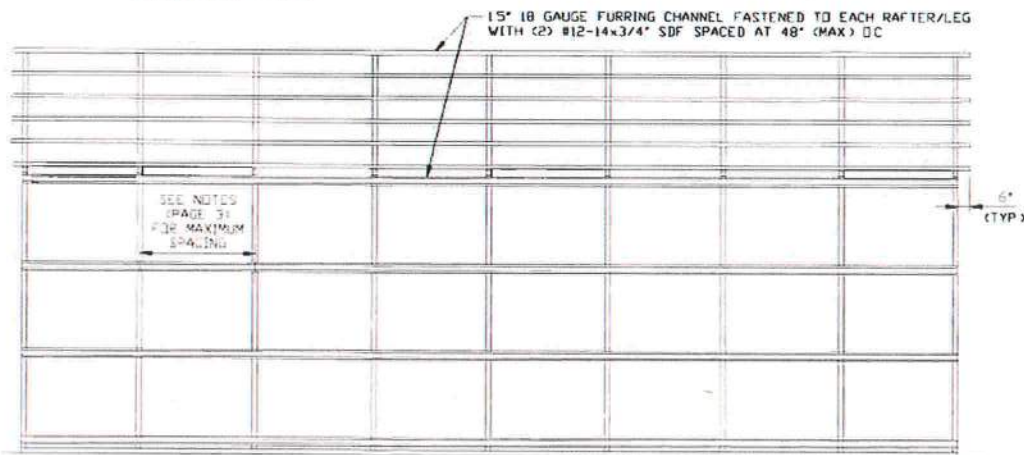 1.5" 18 GAUGE FURRING CHANNEL FASTENED TO EACH RAFTER/LEG
WITH (2) #12-14x3/4" SDF SPACED AT 48" (MAX) OC
SEE NOTES
(PAGE 3)
FOR MAXIMUM
SPACING
6"
(TYP)